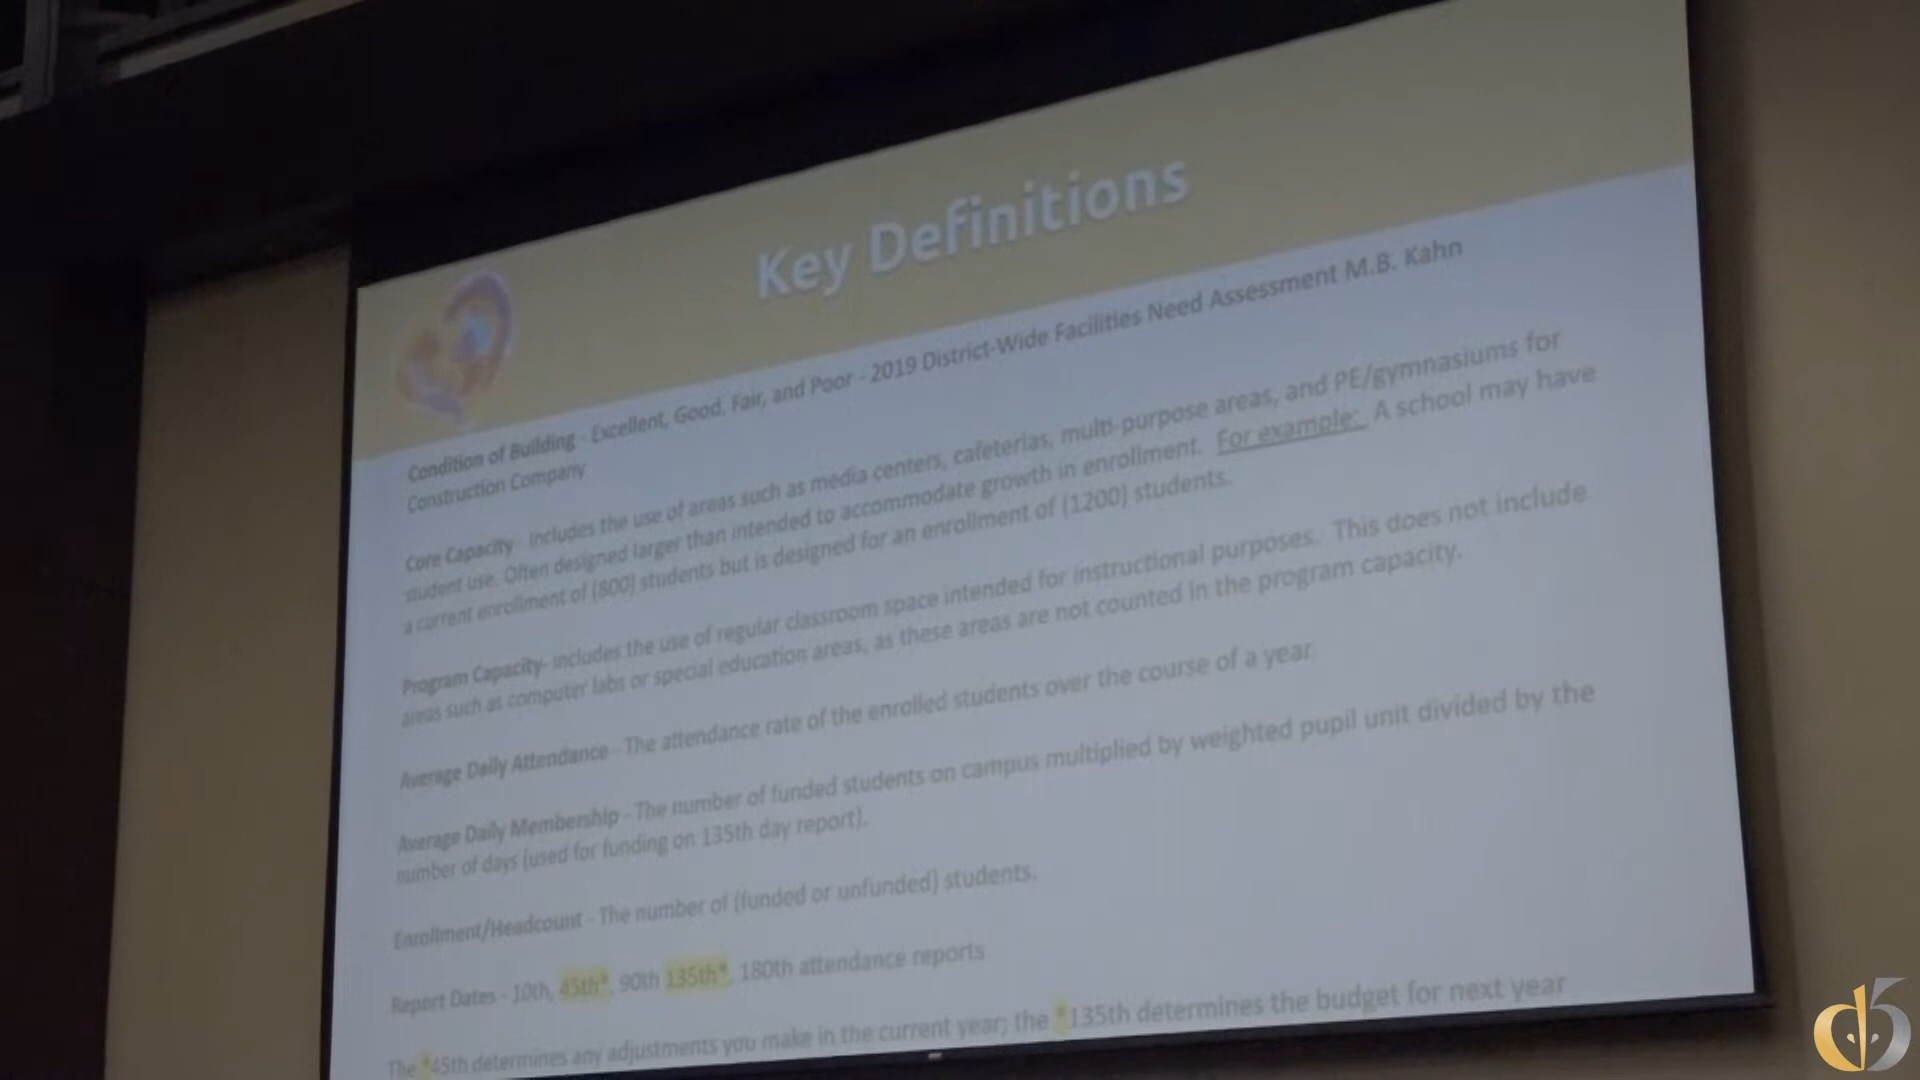 Key Definitions
Condition of Building - Excellent, Good, Fair, and Poor - 2019 District-Wide Facilities Need Assessment M.B. Kahn
Construction Company
Core Capacity - includes the use of areas such as media centers, cafeterias, multi-purpose areas, and PE/gymnasiums for
student use. Often designed larger than intended to accommodate growth in enrollment. For example: A school may have
a current enrollment of (800) students but is designed for an enrollment of (1200) students.
Program Capacity- includes the use of regular classroom space intended for instructional purposes. This does not include
areas such as computer labs or special education areas, as these areas are not counted in the program capacity.
Average Daily Attendance - The attendance rate of the enrolled students over the course of a year
Average Daily Membership - The number of funded students on campus multiplied by weighted pupil unit divided by the
number of days (used for funding on 135th day report).
Enrollment/Headcount - The number of (funded or unfunded) students.
Report Dates - 10th, 45th*, 90th 135th*, 180th attendance reports
The *45th determines any adjustments you make in the current year; the *135th determines the budget for next year
d5